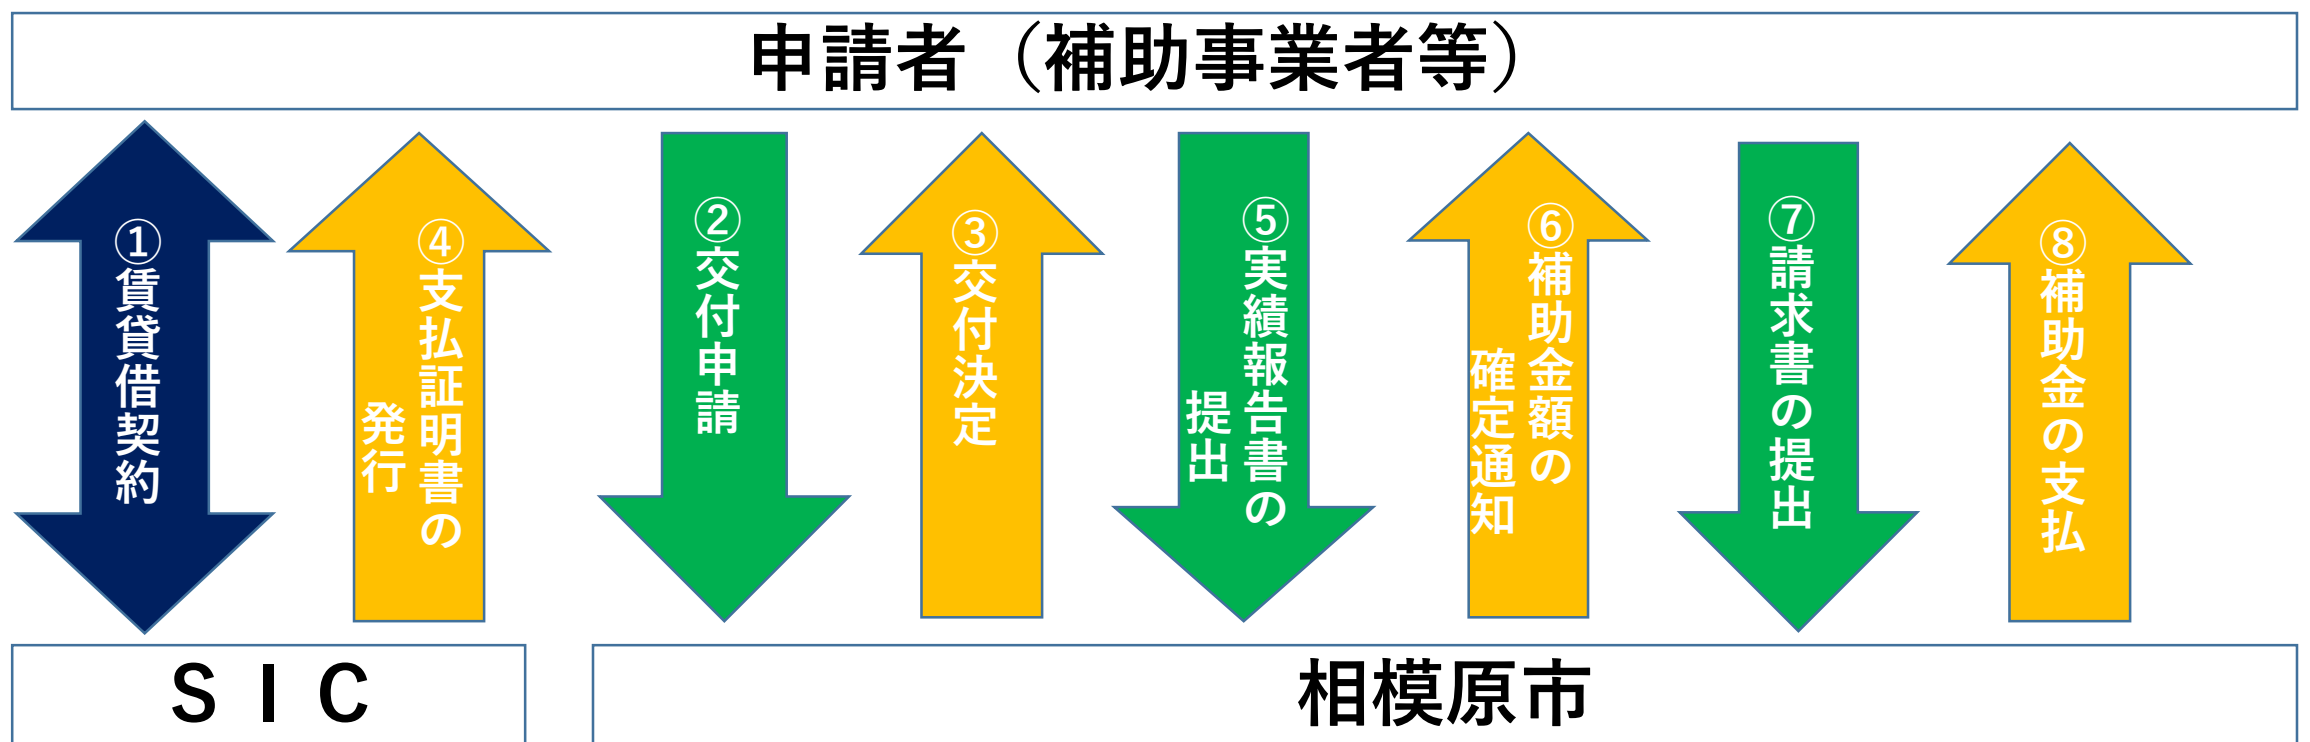 申請者（補助事業者等）
①賃貸借契約
④支払証明書の
発行
②交付申請
③交付決定
⑤実績報告書の
提出
⑥補助金額の
確定通知
⑦請求書の提出
⑧補助金の支払
ＳＩＣ
相模原市